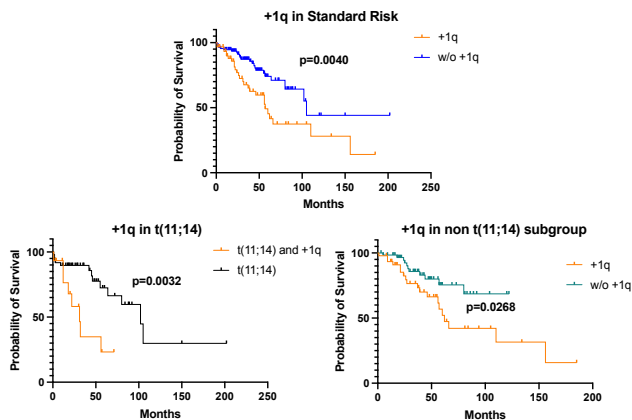 +1q in Standard Risk
Probability of Survival
100
50
0
0 50 100 150 200 250
Months
+1q
w/o +1q
p=0.0040
+1q in t(11;14)
Probability of Survival
100
50
0
0 50 100 150 200 250
Months
t(11;14) and +1q
t(11;14)
p=0.0032
+1q in non t(11;14) subgroup
Probability of Survival
100
50
0
0 50 100 150 200
Months
+1q
w/o +1q
p=0.0268